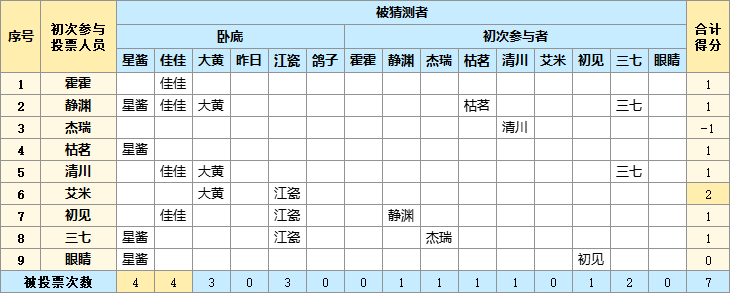 序号 初次参与投票人员 被猜测者 合计得分
卧底 初次参与者
星酱 佳佳 大黄 昨日 江瓷 鸽子 霍霍 静渊 杰瑞 枯茗 清川 艾米 初见 三七 眼睛
1 霍霍 佳佳 1
2 静渊 星酱 佳佳 大黄 枯茗 三七 1
3 杰瑞 清川 -1
4 枯茗 星酱 1
5 清川 佳佳 大黄 三七 1
6 艾米 大黄 江瓷 2
7 初见 佳佳 江瓷 静渊 1
8 三七 星酱 江瓷 杰瑞 1
9 眼睛 星酱 初见 0
被投票次数 4 4 3 0 3 0 0 1 1 1 1 0 1 2 0 7